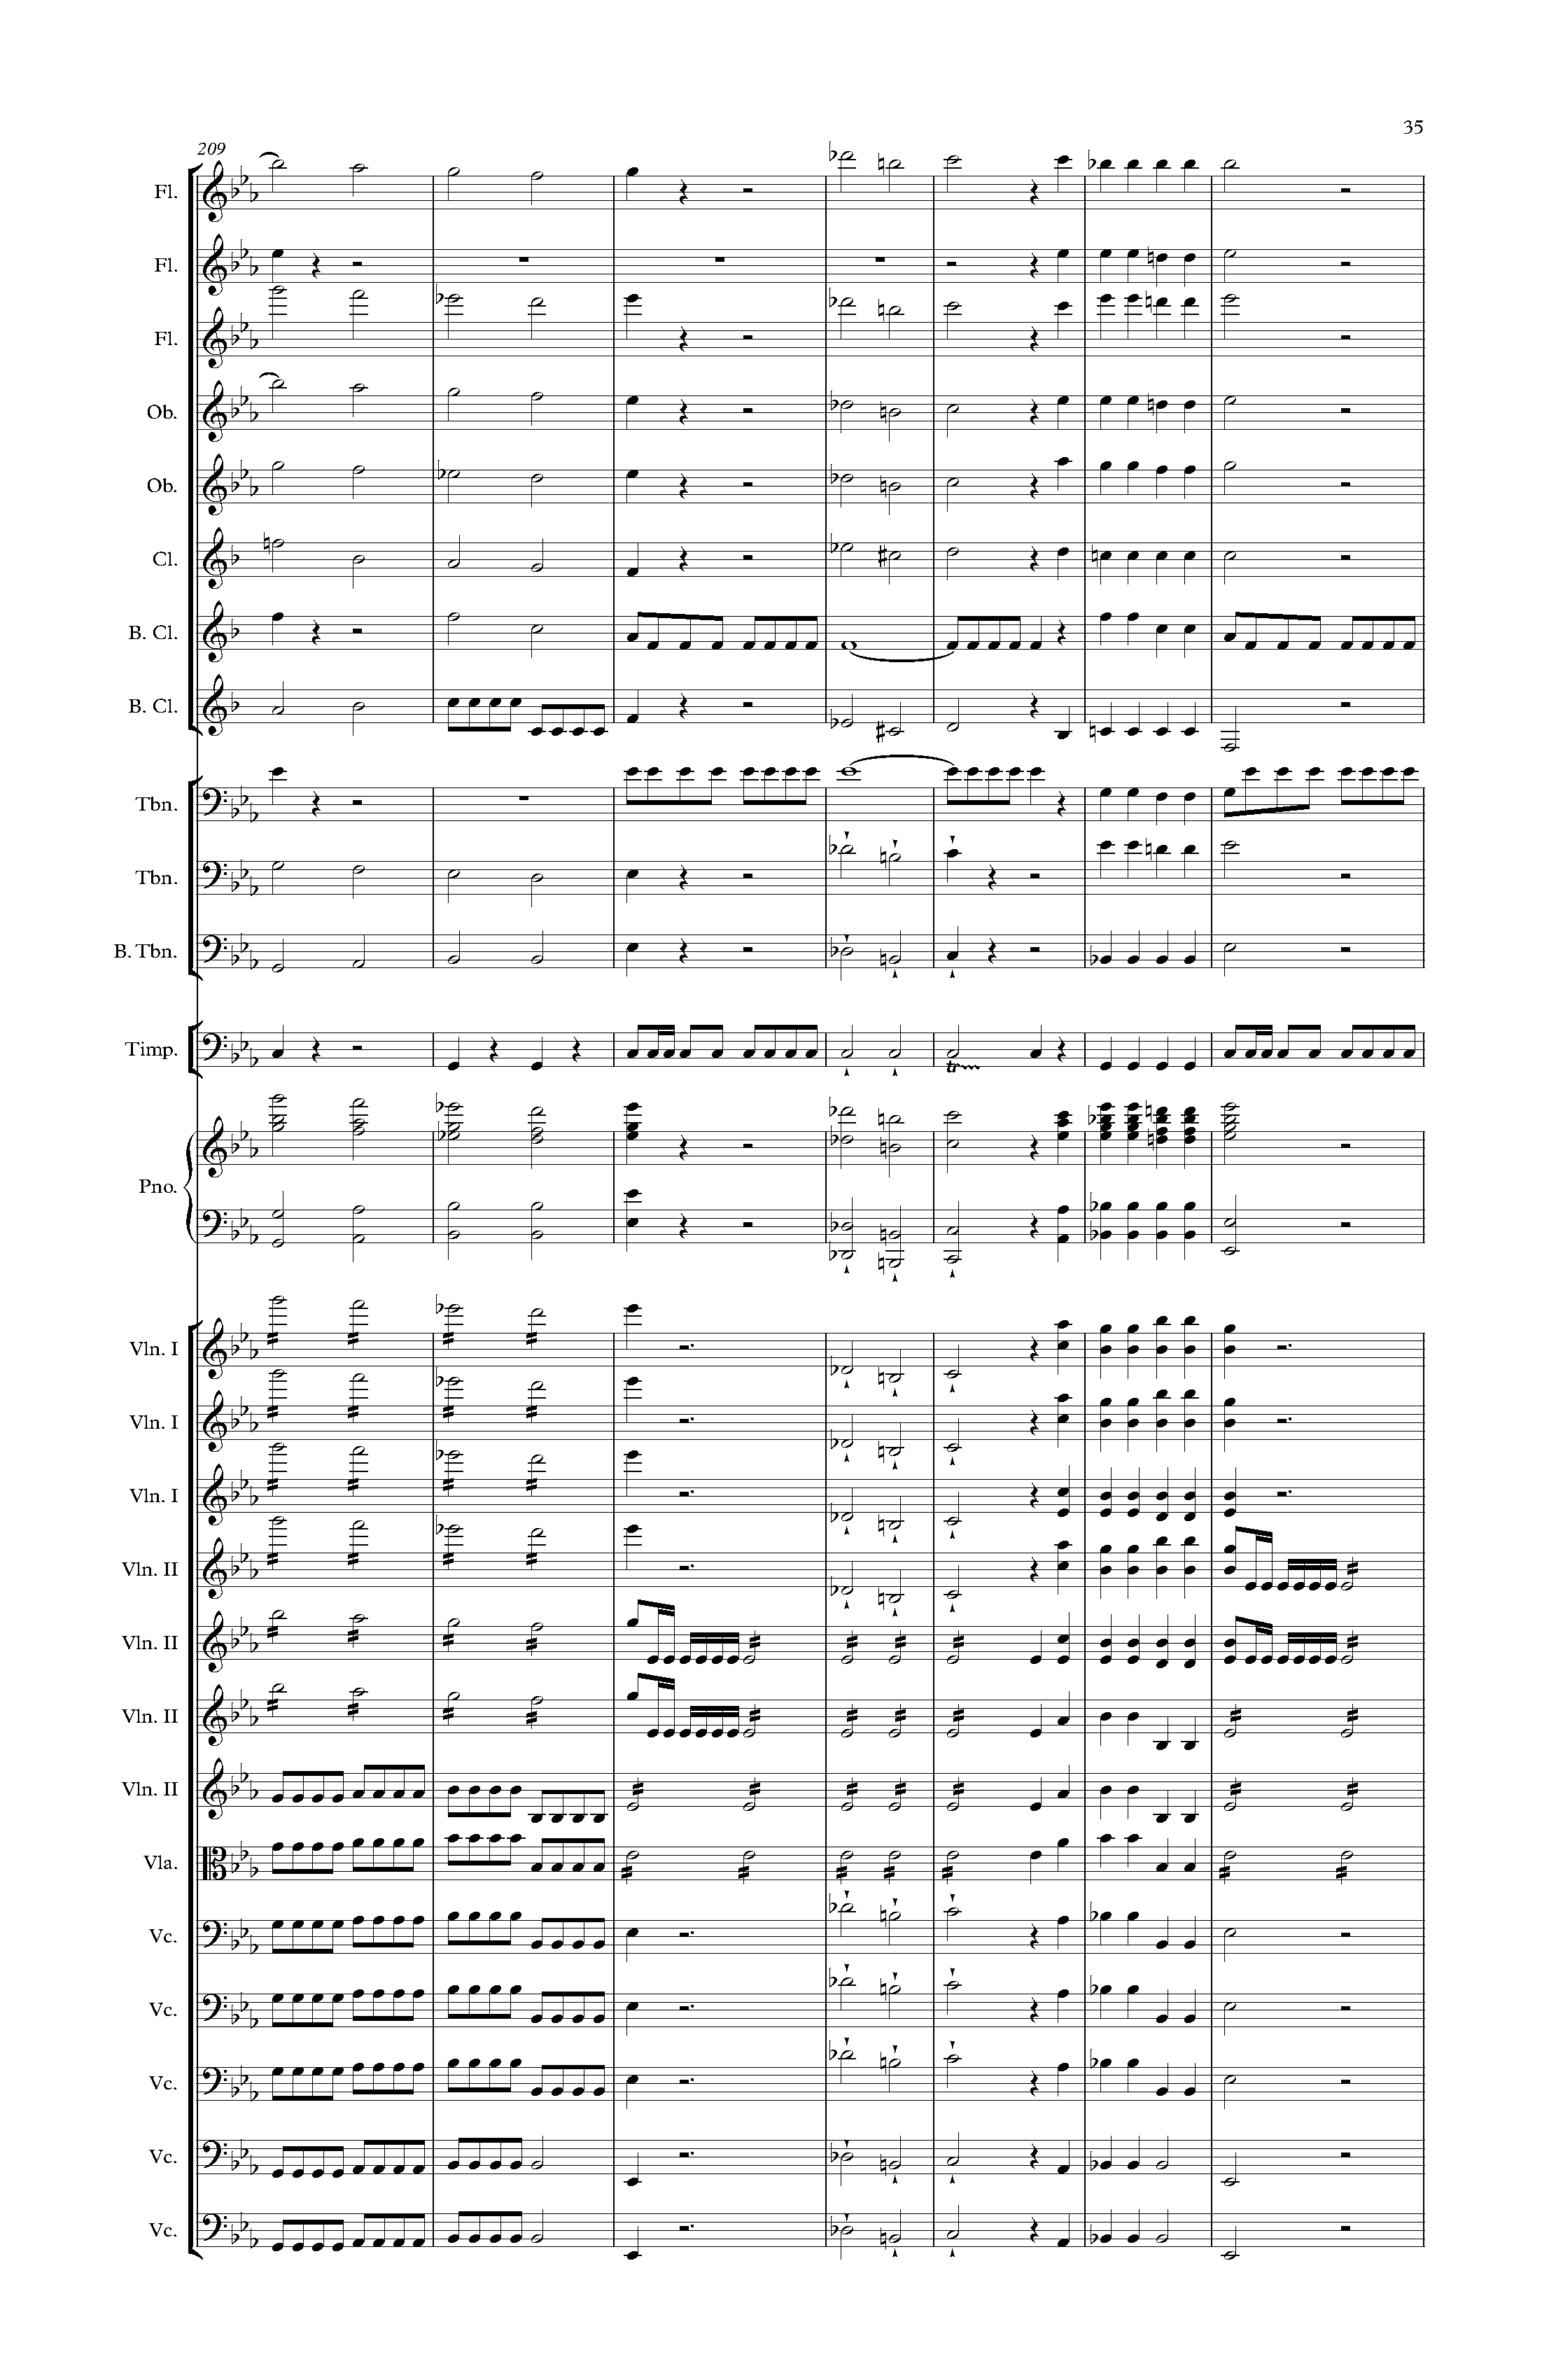 35
209
Fl.
Fl.
Fl.
Ob.
Ob.
Cl.
B. Cl.
B. Cl.
Tbn.
Tbn.
B. Tbn.
Timp.
Pno.
Vln. I
Vln. I
Vln. I
Vln. II
Vln. II
Vln. II
Vln. II
Vla.
Vc.
Vc.
Vc.
Vc.
Vc.